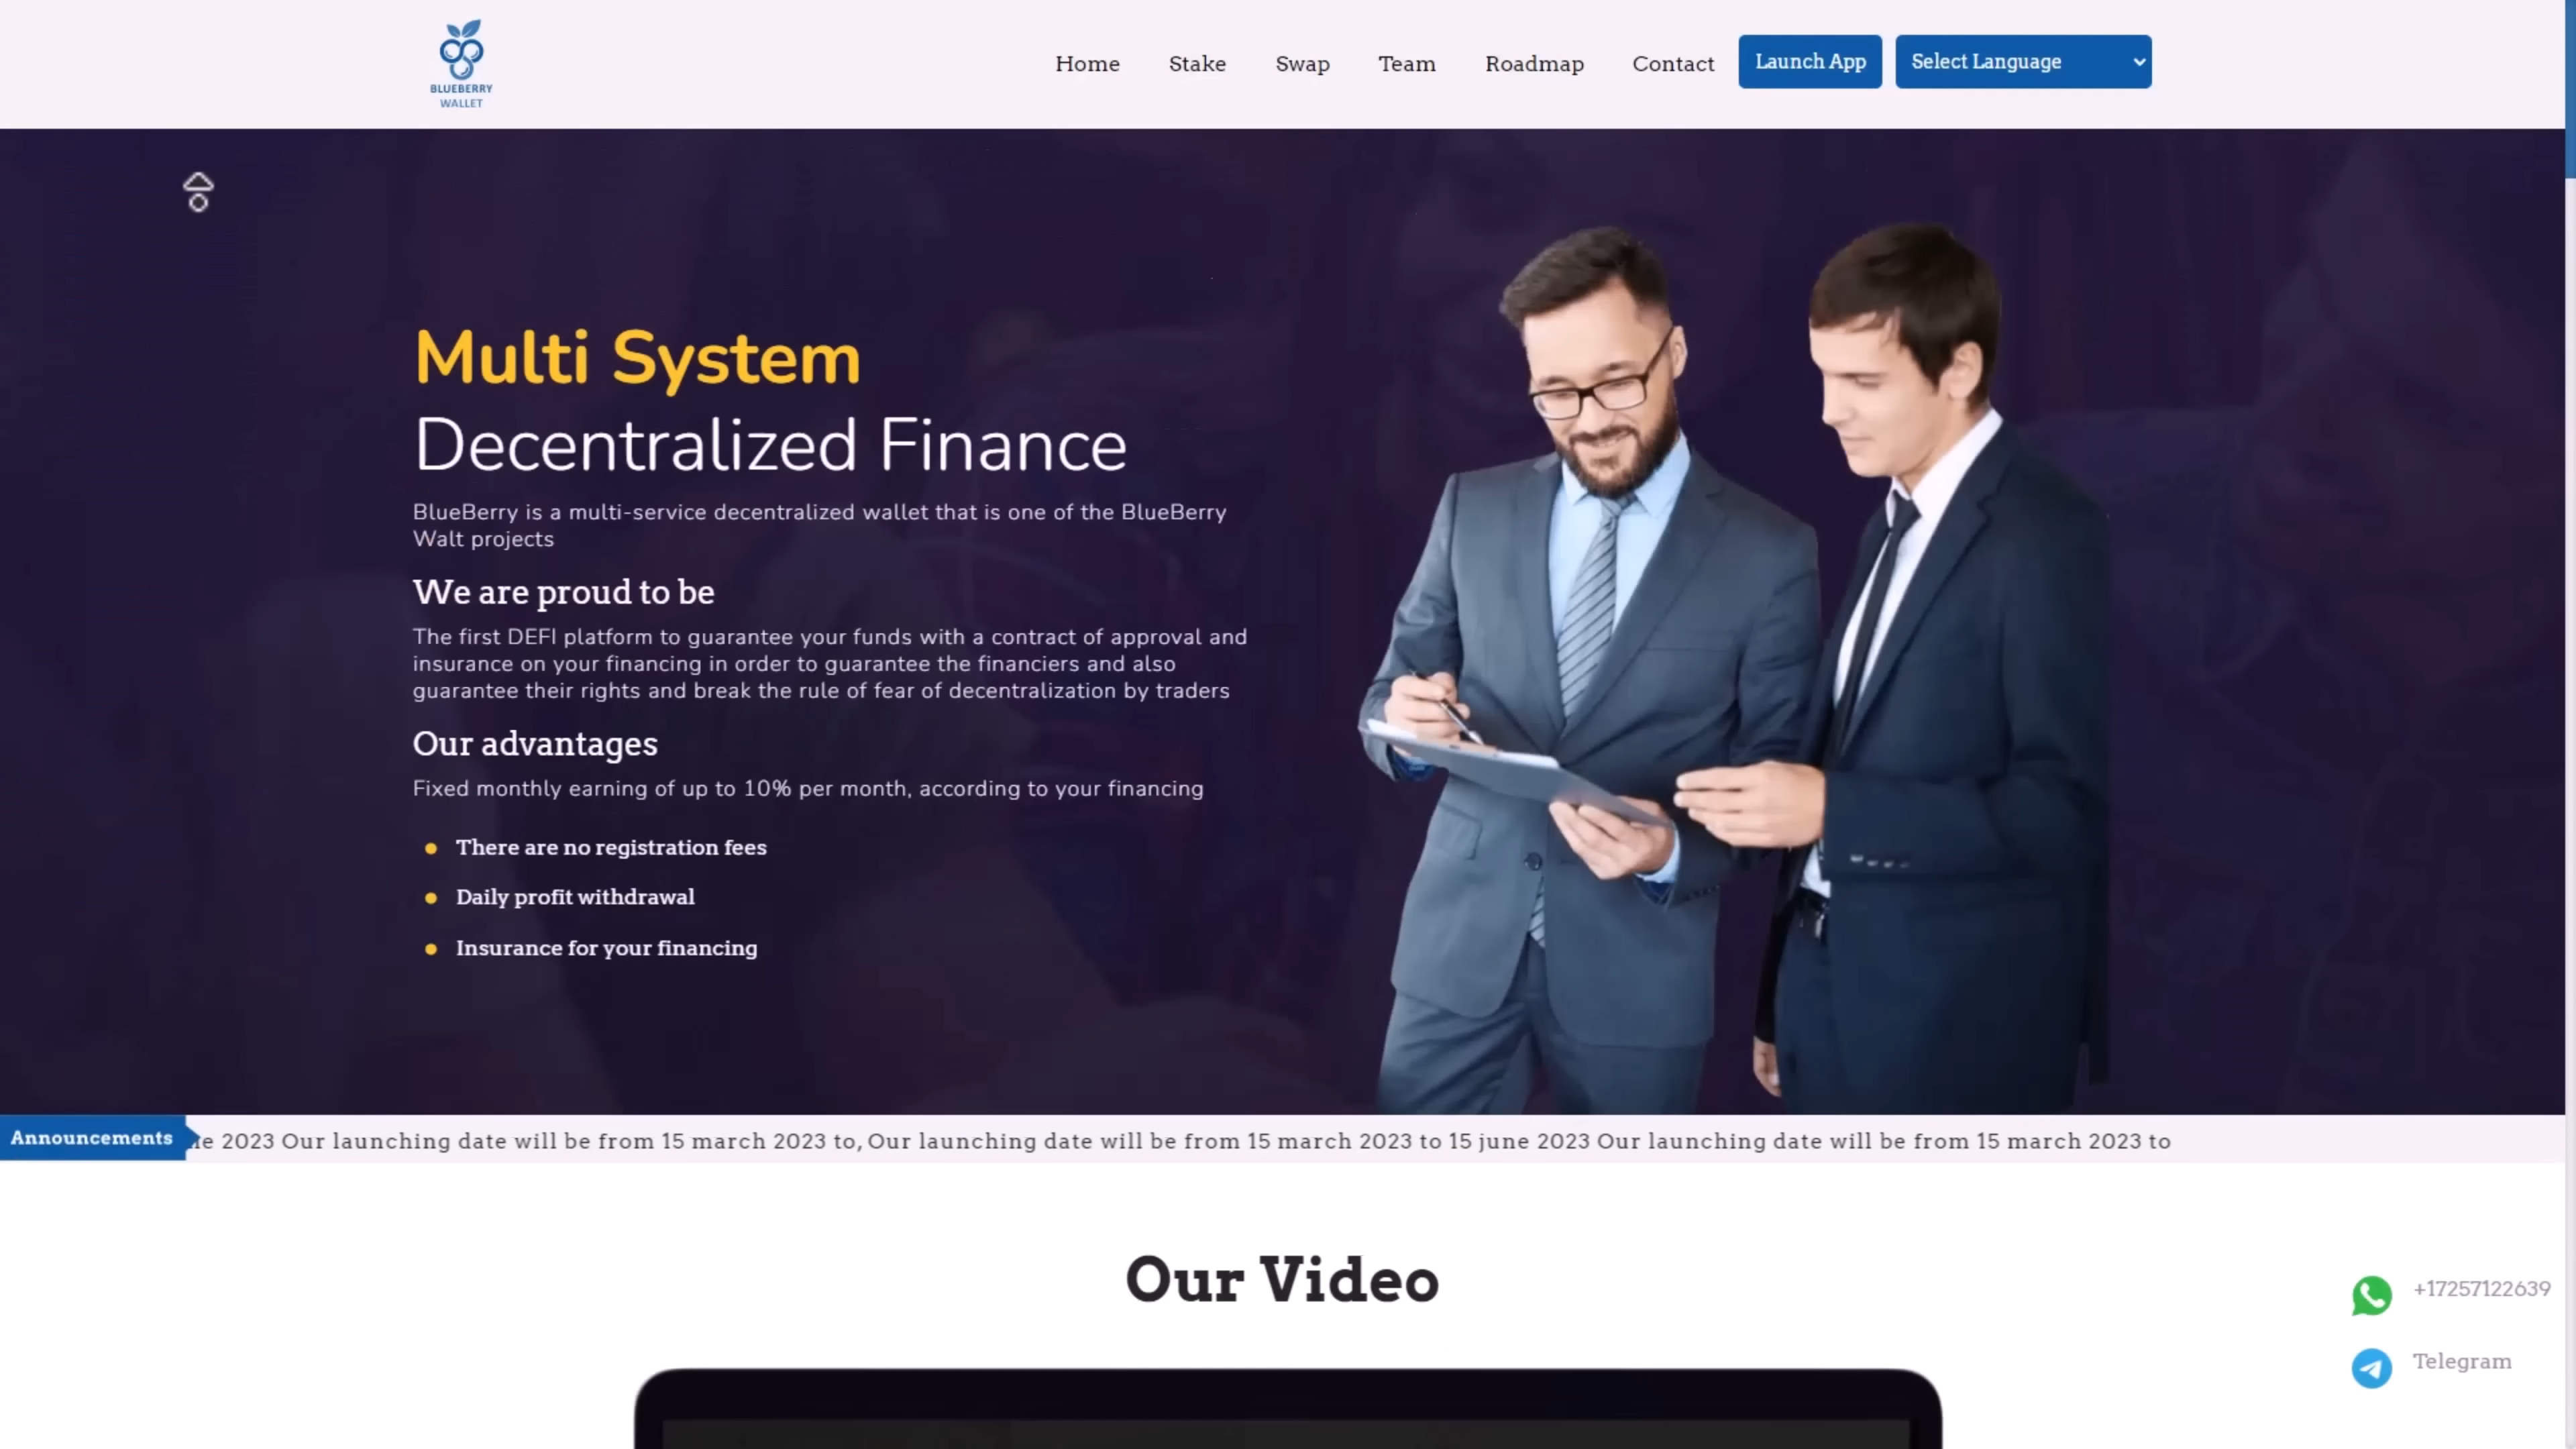 BLUEBERRY
WALLET
Home Stake Swap Team Roadmap Contact Launch App Select Language
Multi System
Decentralized Finance
BlueBerry is a multi-service decentralized wallet that is one of the BlueBerry
Walt projects
We are proud to be
The first DEFI platform to guarantee your funds with a contract of approval and
insurance on your financing in order to guarantee the financiers and also
guarantee their rights and break the rule of fear of decentralization by traders
Our advantages
Fixed monthly earning of up to 10% per month, according to your financing
There are no registration fees
Daily profit withdrawal
Insurance for your financing
Announcements 2023 Our launching date will be from 15 march 2023 to, Our launching date will be from 15 march 2023 to 15 june 2023 Our launching date will be from 15 march 2023 to
Our Video
+17257122639
Telegram